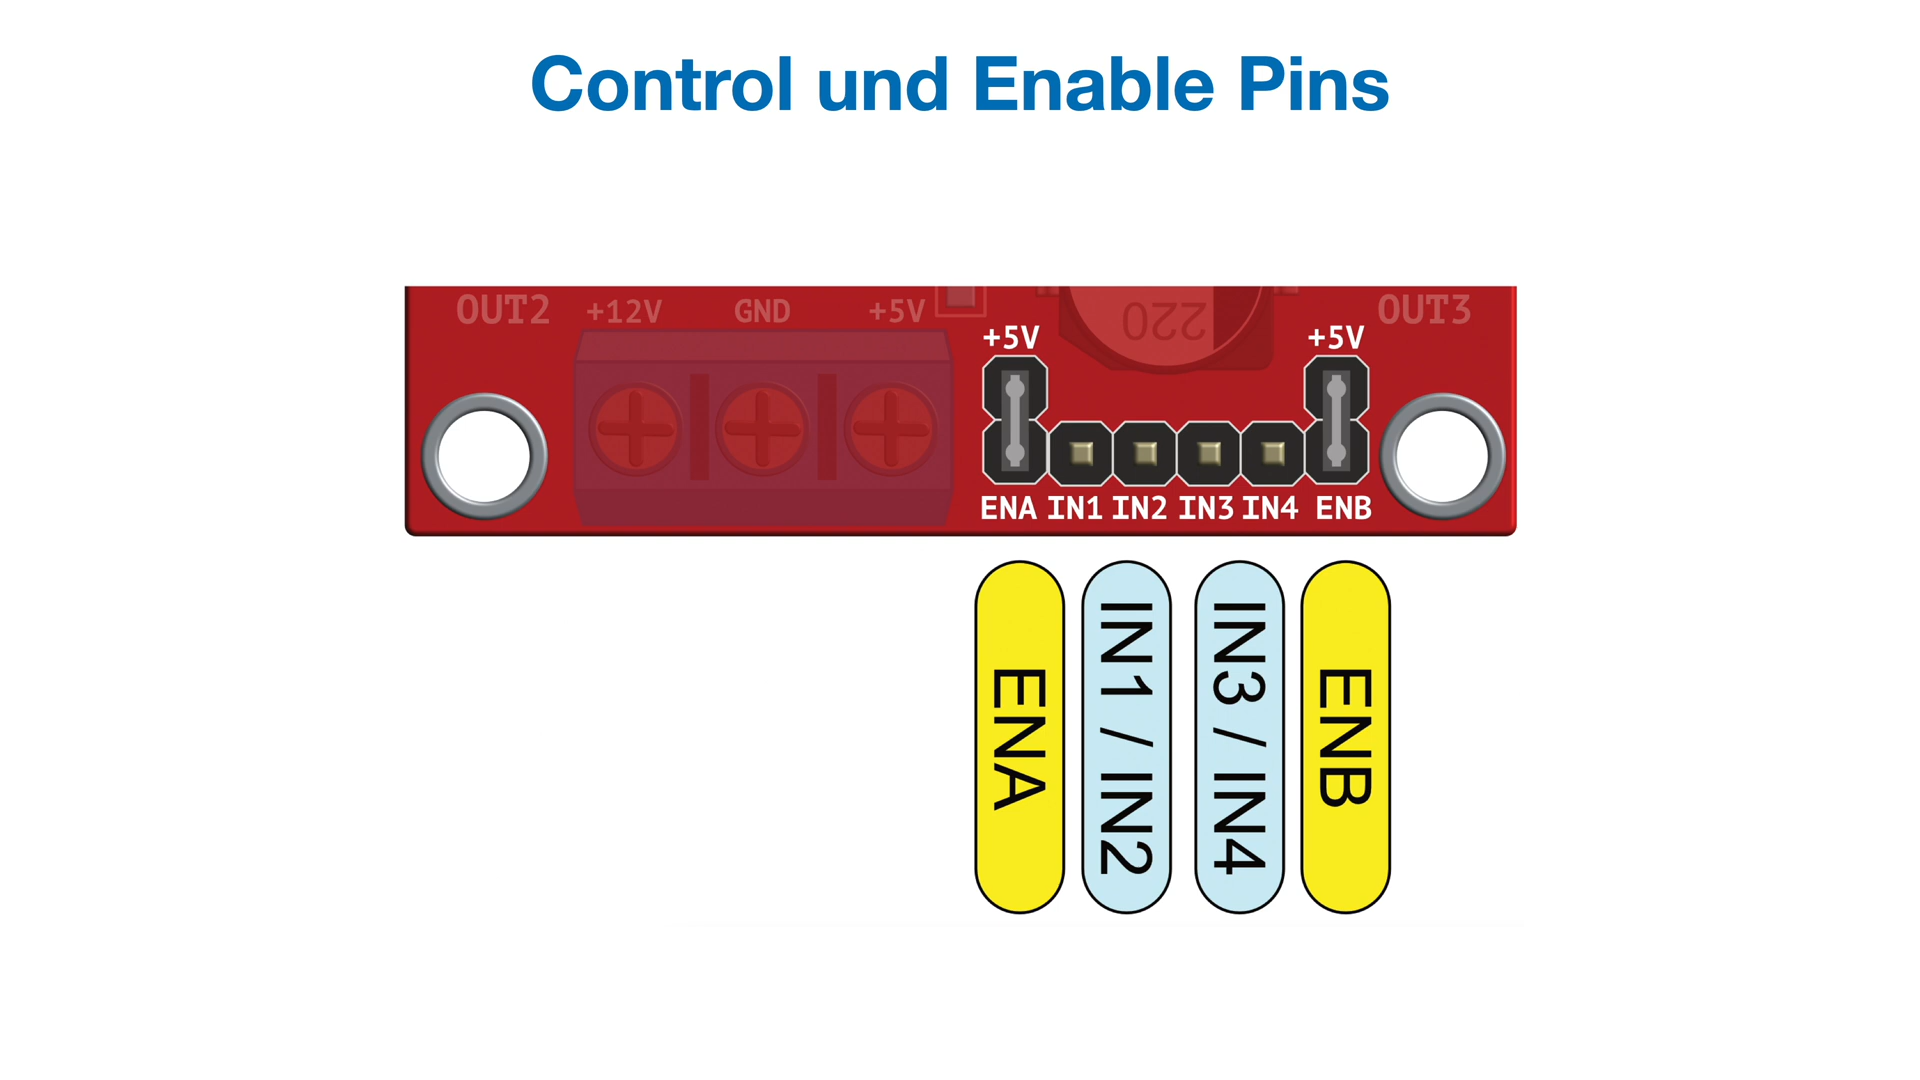 Control und Enable Pins
OUT2 +12V GND +5V 220 OUT3
+5V +5V
ENA IN1 IN2 IN3 IN4 ENB
ENA
IN1 / IN2
IN3 / IN4
ENB